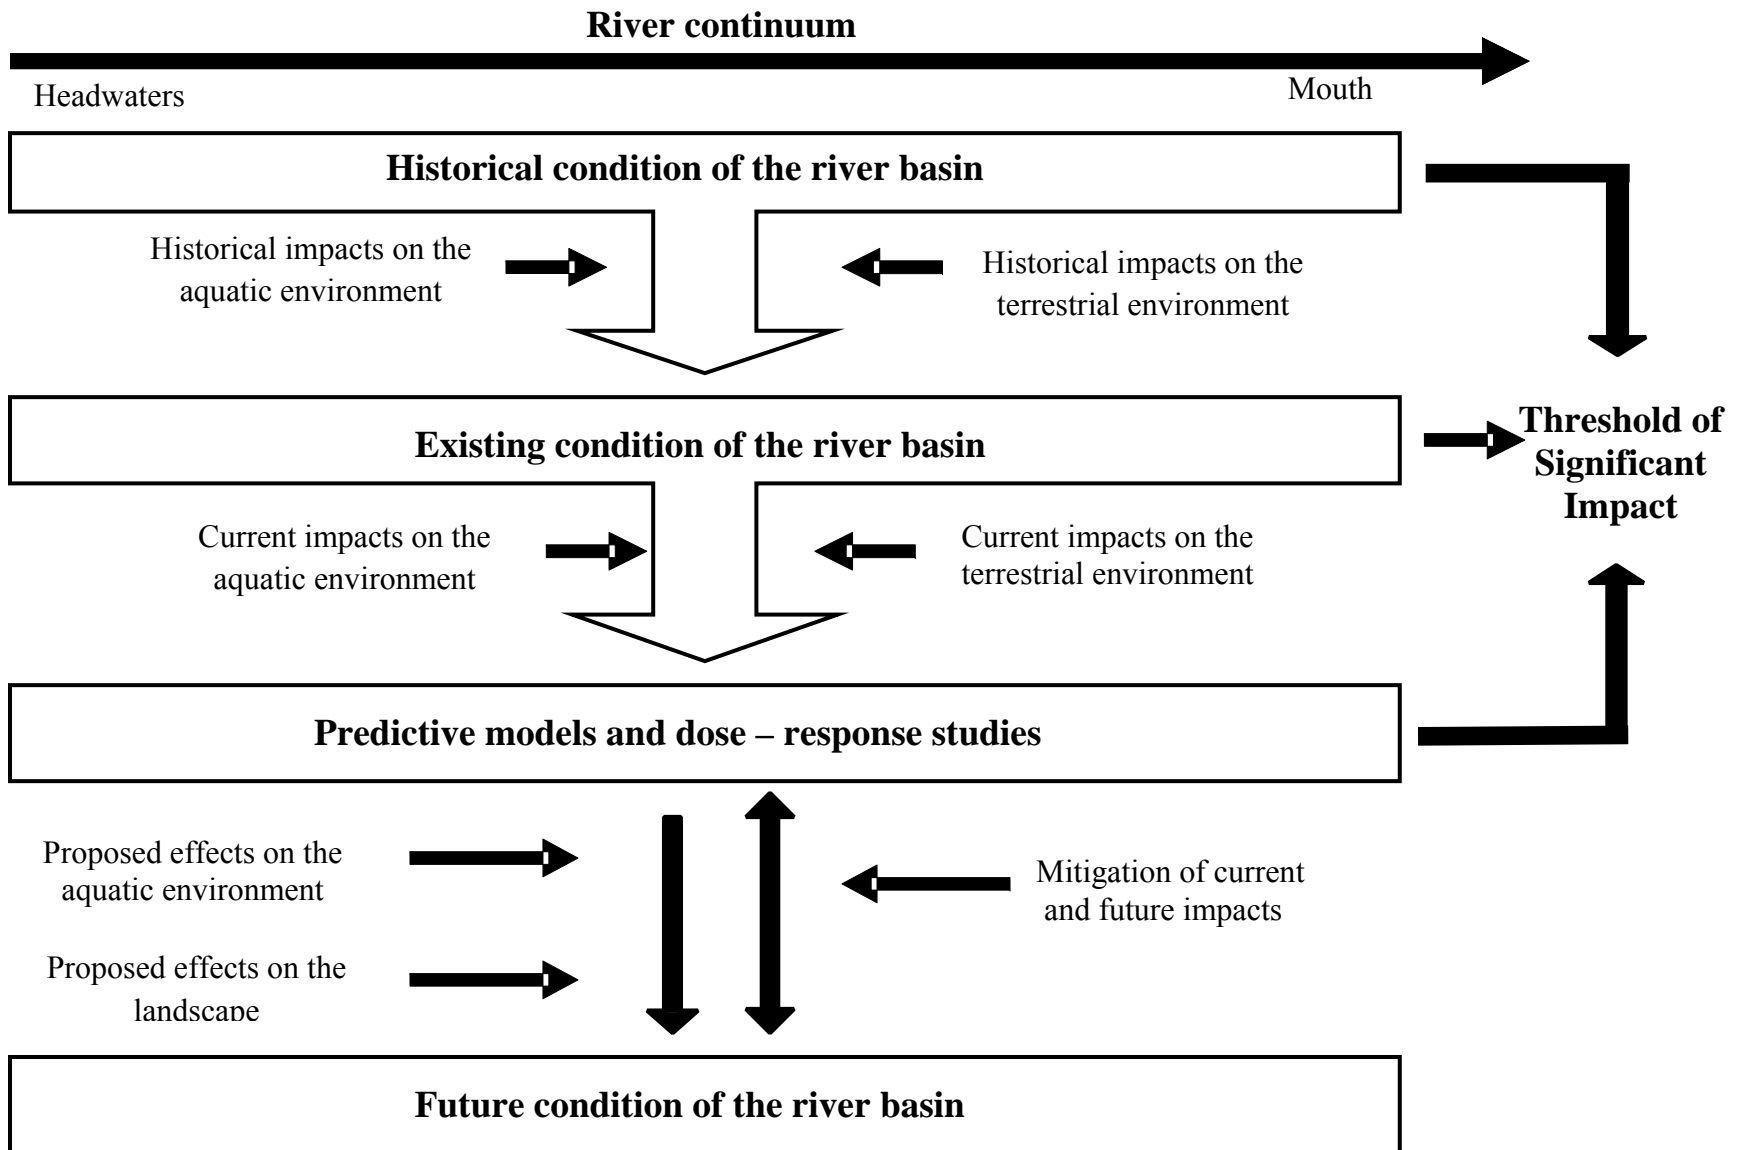 River continuum
Headwaters
Mouth
Historical condition of the river basin
Historical impacts on the
aquatic environment
Historical impacts on the
terrestrial environment
Existing condition of the river basin
Threshold of
Significant
Impact
Current impacts on the
aquatic environment
Current impacts on the
terrestrial environment
Predictive models and dose – response studies
Proposed effects on the
aquatic environment
Mitigation of current
and future impacts
Proposed effects on the
landscape
Future condition of the river basin